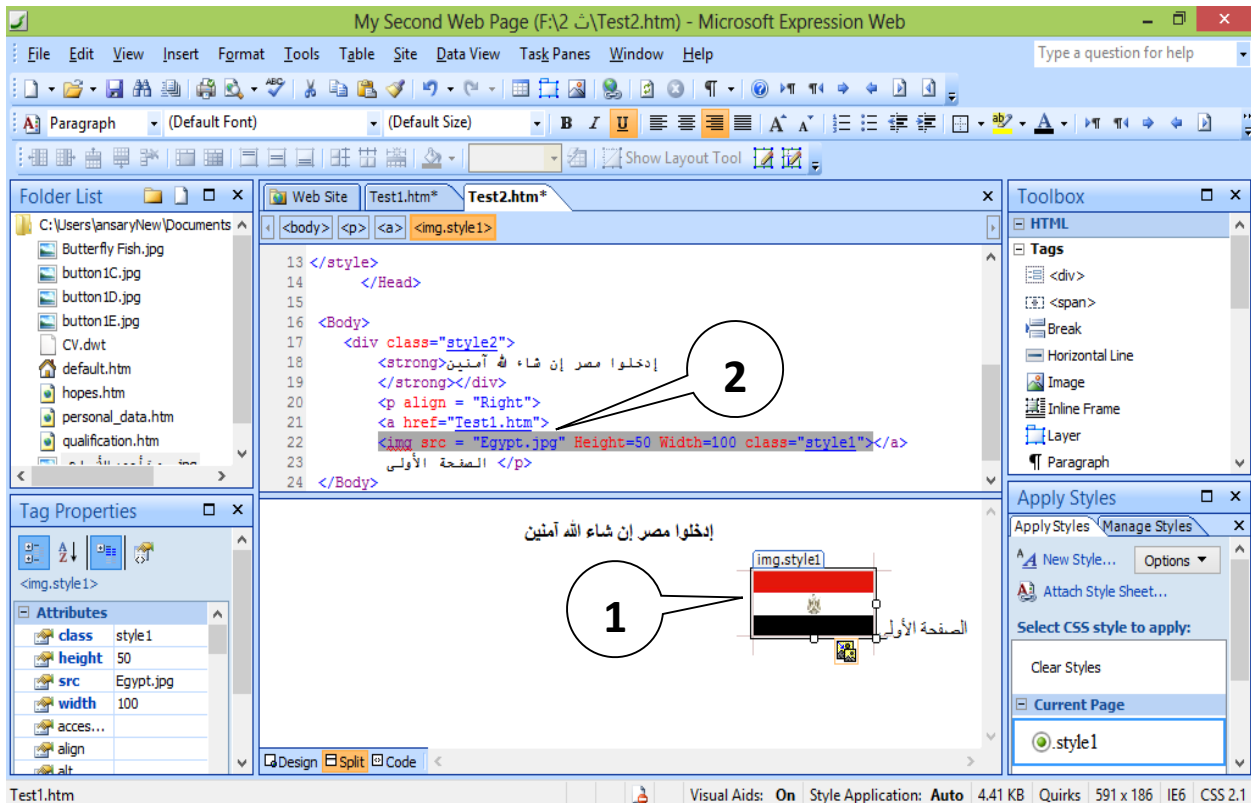 My Second Web Page (F:\2 ث\Test2.htm) - Microsoft Expression Web
File Edit View Insert Format Tools Table Site Data View Task Panes Window Help
Type a question for help
Paragraph (Default Font) (Default Size) B I U
Show Layout Tool
Folder List
C:\Users\ansaryNew\Documents
Butterfly Fish.jpg
button1C.jpg
button1D.jpg
button1E.jpg
CV.dwt
default.htm
hopes.htm
personal_data.htm
qualification.htm
Web Site Test1.htm* Test2.htm*
<body> <p> <a> <img.style1>
13 </style>
14 </Head>
15
16 <Body>
17 <div class="style2">
18 <strong>إدخلوا مصر إن شاء لله آمنين
19 </strong></div>
20 <p align = "Right">
21 <a href="Test1.htm">
22 <img src = "Egypt.jpg" Height=50 Width=100 class="style1"></a>
23 الصفحة الأولى </p>
24 </Body>
2
إدخلوا مصر إن شاء الله آمنين
img.style1
1
الصفحة الأولى
Design Split Code
Toolbox
HTML
Tags
<div>
<span>
Break
Horizontal Line
Image
Inline Frame
Layer
Paragraph
Tag Properties
<img.style1>
Attributes
class style1
height 50
src Egypt.jpg
width 100
acces...
align
alt
Apply Styles
Apply Styles Manage Styles
New Style... Options
Attach Style Sheet...
Select CSS style to apply:
Clear Styles
Current Page
.style1
Test1.htm
Visual Aids: On Style Application: Auto 4.41 KB Quirks 591 x 186 IE6 CSS 2.1